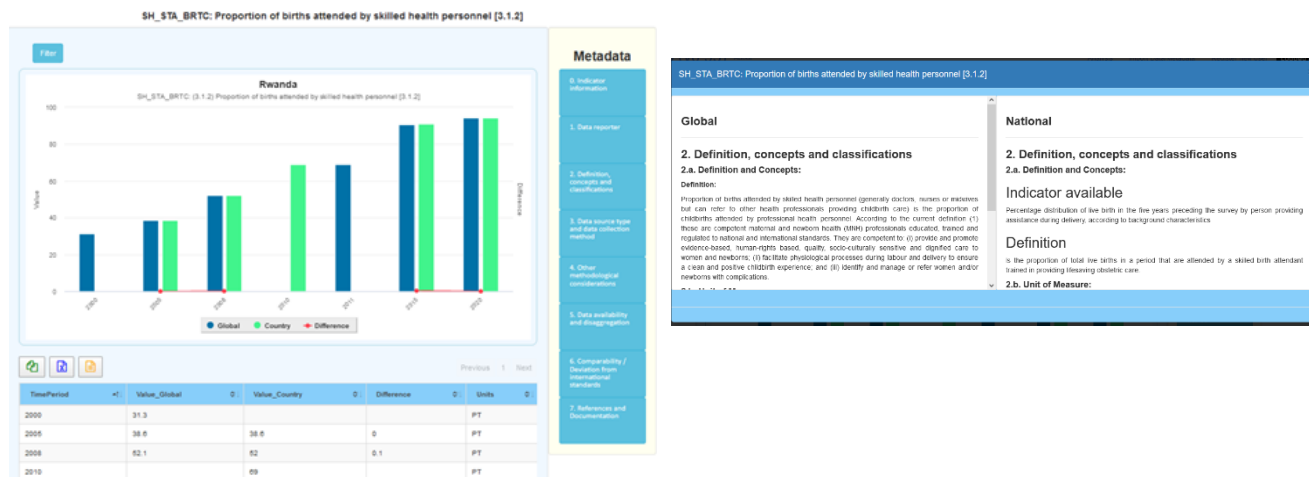 SH_STA_BRTC: Proportion of births attended by skilled health personnel [3.1.2]
Filter
Rwanda
SH_STA_BRTC: (3.1.2) Proportion of births attended by skilled health personnel [3.1.2]
100
80
60
40
20
0
Value
Difference
2000
2005
2008
2010
2011
2015
2020
Global
Country
Difference
Previous 1 Next
TimePeriod Value_Global Value_Country Difference Units
2000 31.3 PT
2005 38.6 38.6 0 PT
2008 52.1 52 0.1 PT
2010 69 PT
Metadata
0. Indicator
information
1. Data reporter
2. Definition,
concepts and
classifications
3. Data source type
and data collection
method
4. Other
methodological
considerations
5. Data availability
and disaggregation
6. Comparability /
Deviation from
international
standards
7. References and
Documentation
SH_STA_BRTC: Proportion of births attended by skilled health personnel [3.1.2]
Global
2. Definition, concepts and classifications
2.a. Definition and Concepts:
Definition:
Proportion of births attended by skilled health personnel (generally doctors, nurses or midwives
but can refer to other health professionals providing childbirth care) is the proportion of
childbirths attended by professional health personnel. According to the current definition (1)
these are competent maternal and newborn health (MNH) professionals educated, trained and
regulated to national and international standards. They are competent to: (i) provide and promote
evidence-based, human-rights based, quality, socio-culturally sensitive and dignified care to
women and newborns; (ii) facilitate physiological processes during labour and delivery to ensure
a clean and positive childbirth experience; and (iii) identify and manage or refer women and/or
newborns with complications.
National
2. Definition, concepts and classifications
2.a. Definition and Concepts:
Indicator available
Percentage distribution of live birth in the five years preceding the survey by person providing
assistance during delivery, according to background characteristics
Definition
is the proportion of total live births in a period that are attended by a skilled birth attendant
trained in providing lifesaving obstetric care
2.b. Unit of Measure: